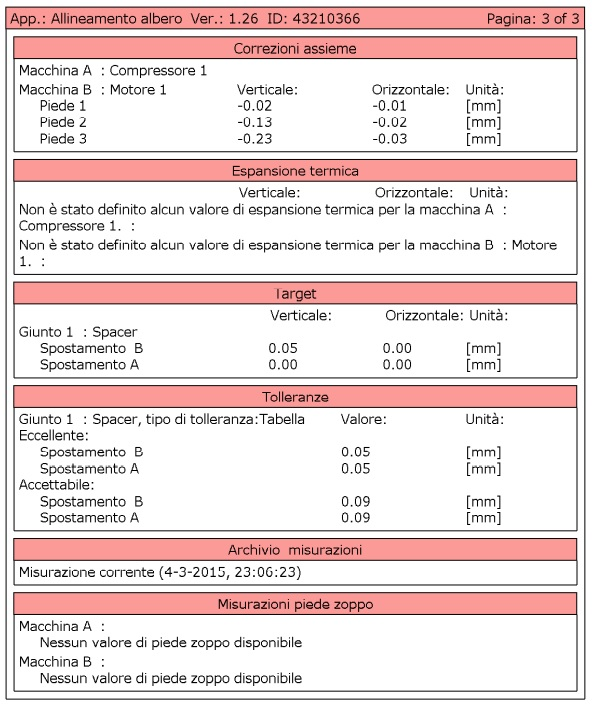 App.: Allineamento albero Ver.: 1.26 ID: 43210366 Pagina: 3 of 3
Correzioni assieme
Macchina A : Compressore 1
Macchina B : Motore 1 Verticale: Orizzontale: Unità:
Piede 1 -0.02 -0.01 [mm]
Piede 2 -0.13 -0.02 [mm]
Piede 3 -0.23 -0.03 [mm]
Espansione termica
Verticale: Orizzontale: Unità:
Non è stato definito alcun valore di espansione termica per la macchina A :
Compressore 1. :
Non è stato definito alcun valore di espansione termica per la macchina B : Motore
1. :
Target
Verticale: Orizzontale: Unità:
Giunto 1 : Spacer
Spostamento B 0.05 0.00 [mm]
Spostamento A 0.00 0.00 [mm]
Tolleranze
Giunto 1 : Spacer, tipo di tolleranza:Tabella Valore: Unità:
Eccellente:
Spostamento B 0.05 [mm]
Spostamento A 0.05 [mm]
Accettabile:
Spostamento B 0.09 [mm]
Spostamento A 0.09 [mm]
Archivio misurazioni
Misurazione corrente (4-3-2015, 23:06:23)
Misurazioni piede zoppo
Macchina A :
Nessun valore di piede zoppo disponibile
Macchina B :
Nessun valore di piede zoppo disponibile